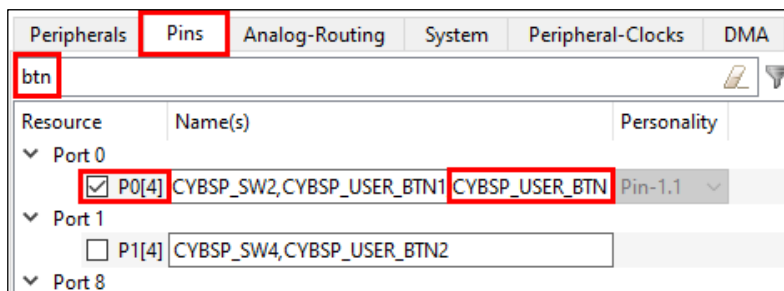 Peripherals Pins Analog-Routing System Peripheral-Clocks DMA
btn
Resource Name(s) Personality
Port 0
P0[4] CYBSP_SW2,CYBSP_USER_BTN1 CYBSP_USER_BTN Pin-1.1
Port 1
P1[4] CYBSP_SW4,CYBSP_USER_BTN2
Port 8